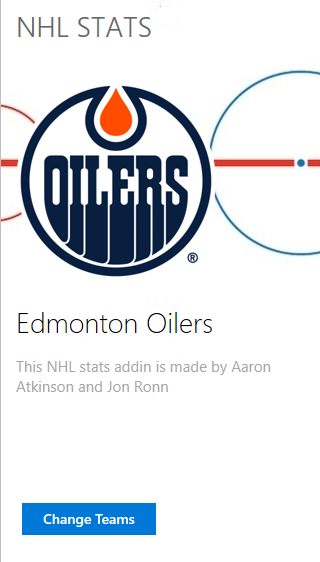 NHL STATS
OILERS
®
Edmonton Oilers
This NHL stats addin is made by Aaron
Atkinson and Jon Ronn
Change Teams